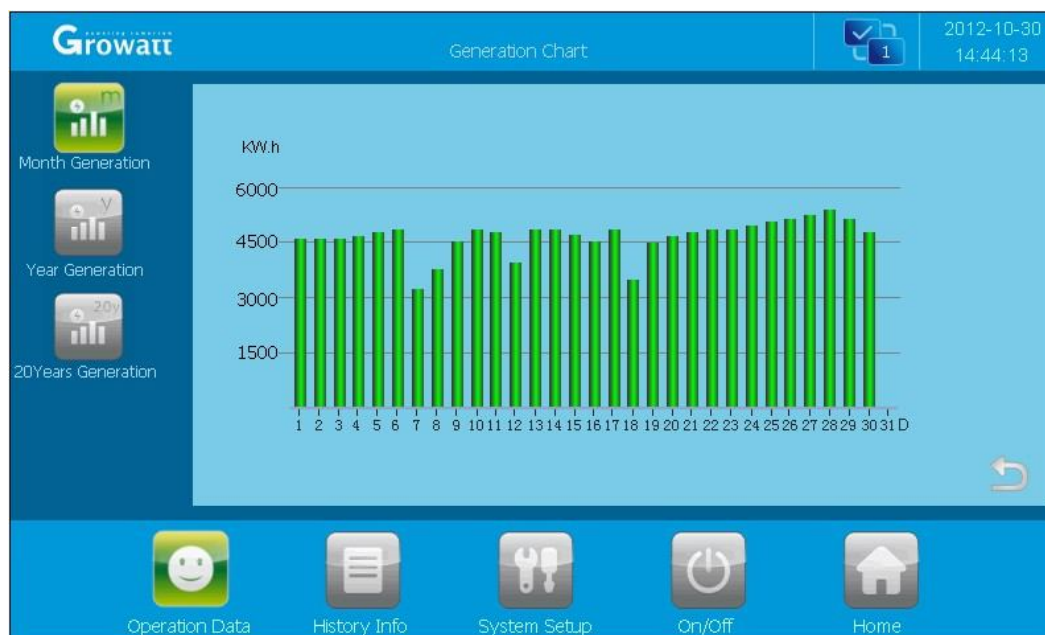 Growatt
Generation Chart
1
2012-10-30
14:44:13
m
Month Generation
y
Year Generation
20y
20Years Generation
KW.h
6000
4500
3000
1500
1 2 3 4 5 6 7 8 9 10 11 12 13 14 15 16 17 18 19 20 21 22 23 24 25 26 27 28 29 30 31 D
Operation Data
History Info
System Setup
On/Off
Home